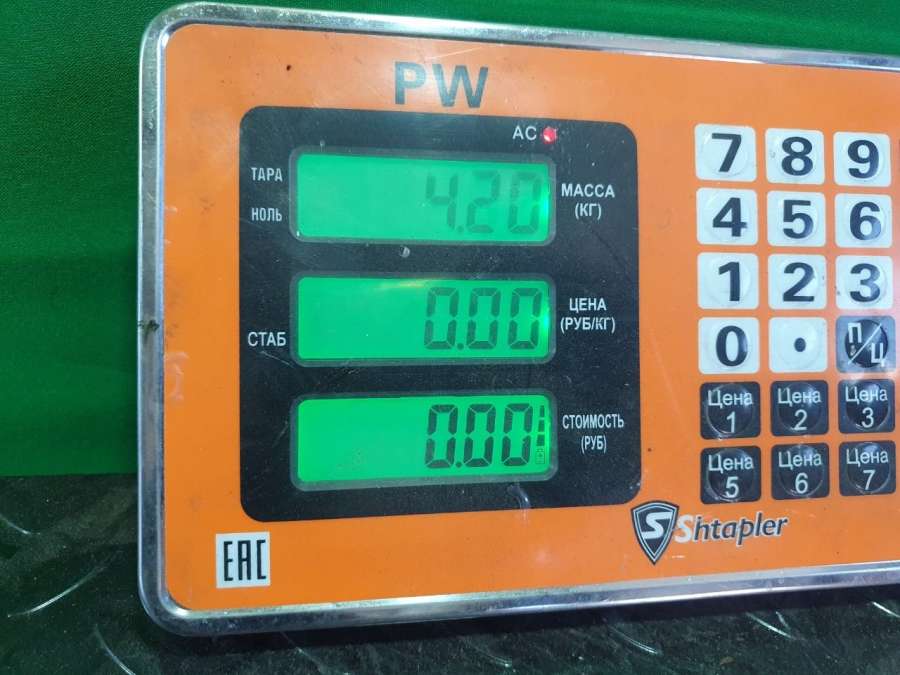 PW
AC
ТАРА
НОЛЬ
4.20
МАССА
(КГ)
СТАБ
0.00
ЦЕНА
(РУБ/КГ)
0.00
СТОИМОСТЬ
(РУБ)
7 8 9
4 5 6
1 2 3
0 . П/Ц
Цена 1
Цена 2
Цена 3
Цена 5
Цена 6
Цена 7
S Shtapler
EAC